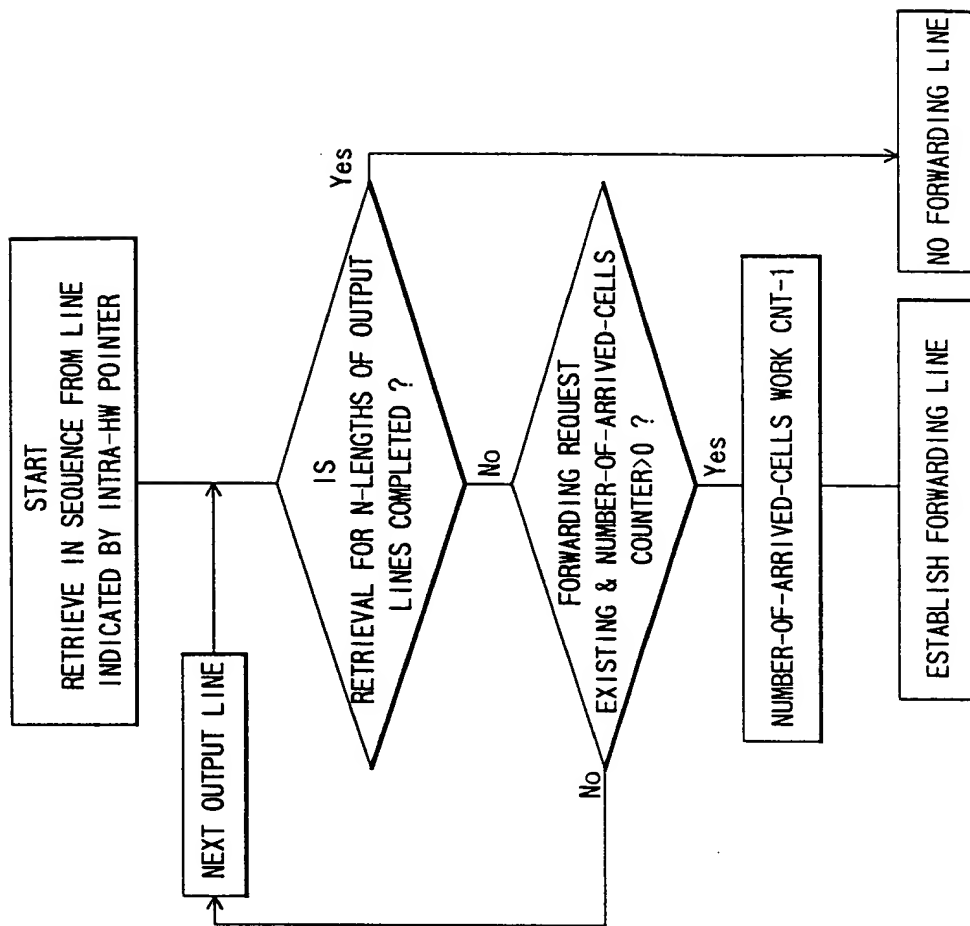 START
RETRIEVE IN SEQUENCE FROM LINE
INDICATED BY INTRA-HW POINTER
NEXT OUTPUT LINE
IS
RETRIEVAL FOR N-LENGTHS OF OUTPUT
LINES COMPLETED ?
Yes
No
FORWARDING REQUEST
EXISTING & NUMBER-OF-ARRIVED-CELLS
COUNTER>0 ?
No
Yes
NUMBER-OF-ARRIVED-CELLS WORK CNT-1
ESTABLISH FORWARDING LINE
NO FORWARDING LINE